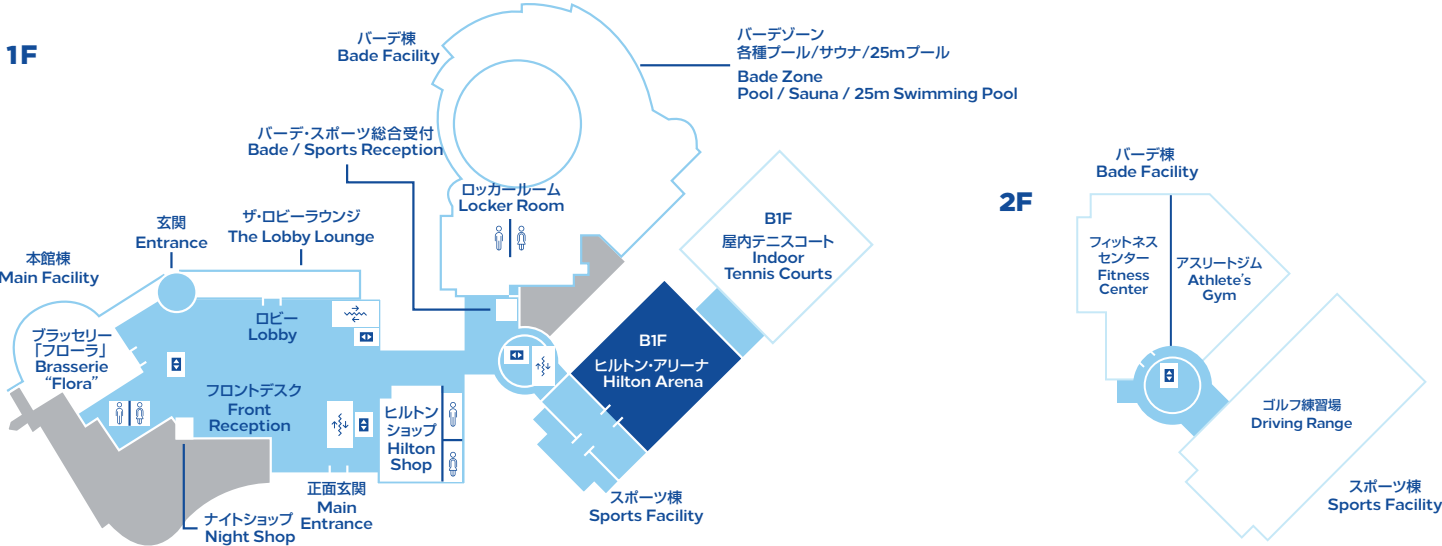 1F
バーデ棟
Bade Facility
バーデゾーン
各種プール/サウナ/25mプール
Bade Zone
Pool / Sauna / 25m Swimming Pool
バーデ・スポーツ総合受付
Bade / Sports Reception
ロッカールーム
Locker Room
玄関
Entrance
ザ・ロビーラウンジ
The Lobby Lounge
本館棟
Main Facility
ブラッセリー
「フローラ」
Brasserie
“Flora”
ロビー
Lobby
フロントデスク
Front
Reception
ヒルトン
ショップ
Hilton
Shop
正面玄関
Main
Entrance
ナイトショップ
Night Shop
B1F
屋内テニスコート
Indoor
Tennis Courts
B1F
ヒルトン・アリーナ
Hilton Arena
スポーツ棟
Sports Facility
2F
バーデ棟
Bade Facility
フィットネス
センター
Fitness
Center
アスリートジム
Athlete's
Gym
ゴルフ練習場
Driving Range
スポーツ棟
Sports Facility